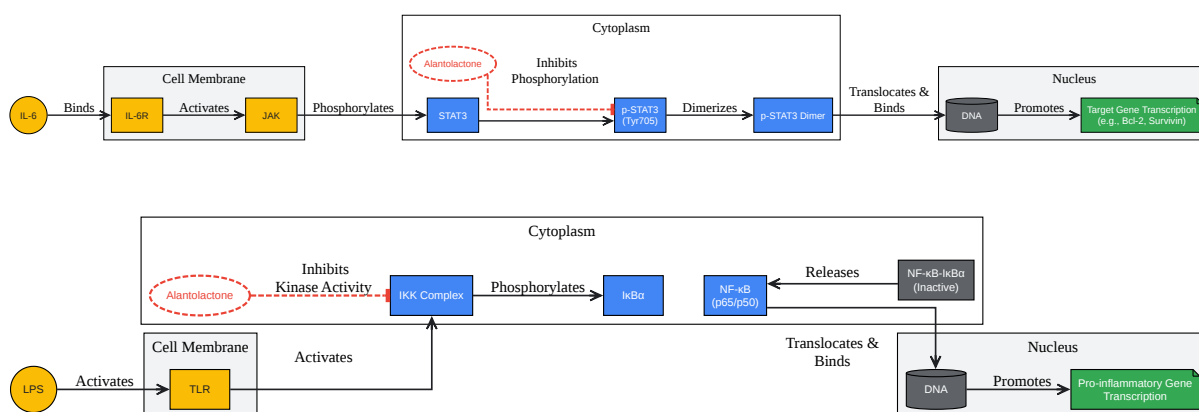 Cytoplasm
Alantolactone
Inhibits
Phosphorylation
Cell Membrane
Nucleus
IL-6
Binds
IL-6R
Activates
JAK
Phosphorylates
STAT3
p-STAT3
(Tyr705)
Dimerizes
p-STAT3 Dimer
Translocates &
Binds
DNA
Promotes
Target Gene Transcription
(e.g., Bcl-2, Survivin)
Cytoplasm
Alantolactone
Inhibits
Kinase Activity
IKK Complex
Phosphorylates
IκBα
NF-κB
(p65/p50)
Releases
NF-κB-IκBα
(Inactive)
Cell Membrane
Activates
Translocates &
Binds
Nucleus
LPS
Activates
TLR
DNA
Promotes
Pro-inflammatory Gene
Transcription